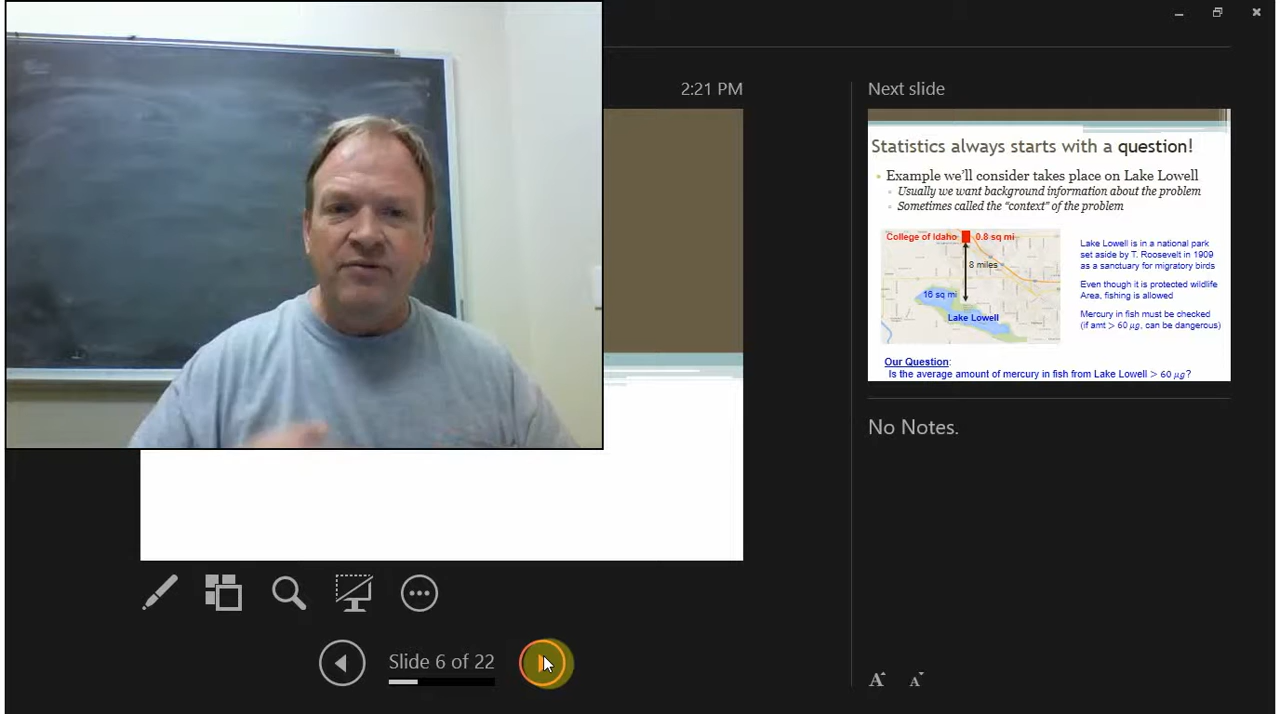 2:21 PM
Next slide
Statistics always starts with a question!
Example we'll consider takes place on Lake Lowell
Usually we want background information about the problem
Sometimes called the "context" of the problem
College of Idaho 0.8 sq mi
8 miles
16 sq mi
Lake Lowell
Lake Lowell is in a national park
set aside by T. Roosevelt in 1909
as a sanctuary for migratory birds
Even though it is protected wildlife
Area, fishing is allowed
Mercury in fish must be checked
(if amt > 60 μg, can be dangerous)
Our Question:
Is the average amount of mercury in fish from Lake Lowell > 60 μg?
No Notes.
Slide 6 of 22
A A